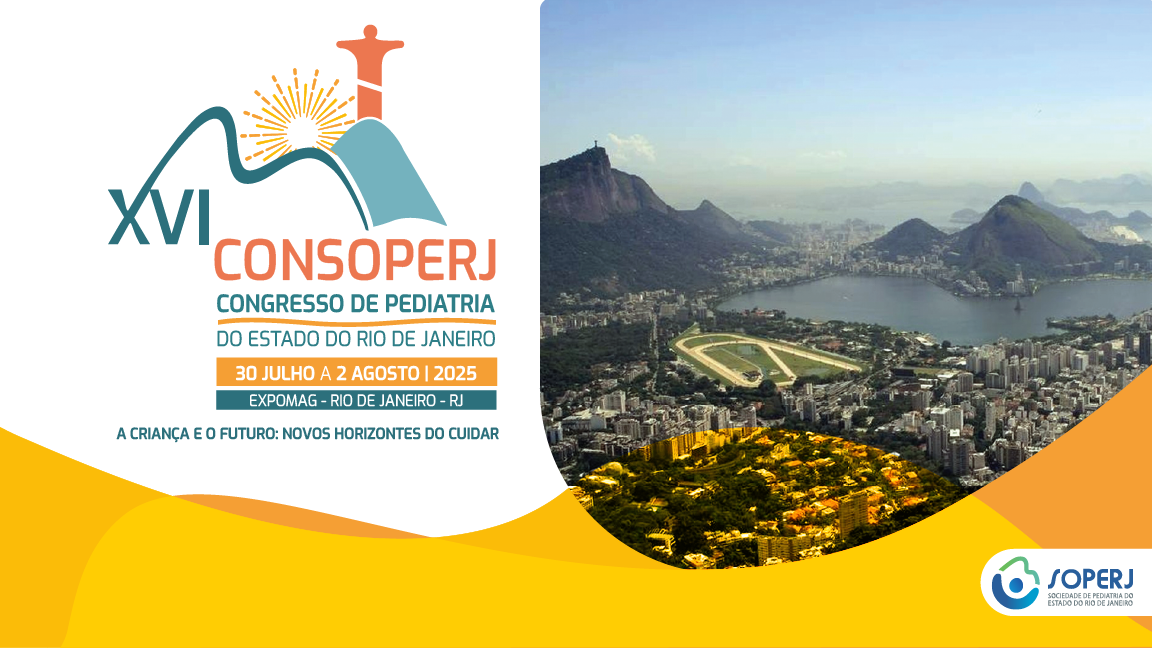 XVI
CONSOPERJ
CONGRESSO DE PEDIATRIA
DO ESTADO DO RIO DE JANEIRO
30 JULHO A 2 AGOSTO | 2025
EXPOMAG - RIO DE JANEIRO - RJ
A CRIANÇA E O FUTURO: NOVOS HORIZONTES DO CUIDAR
SOPERJ
SOCIEDADE DE PEDIATRIA DO
ESTADO DO RIO DE JANEIRO